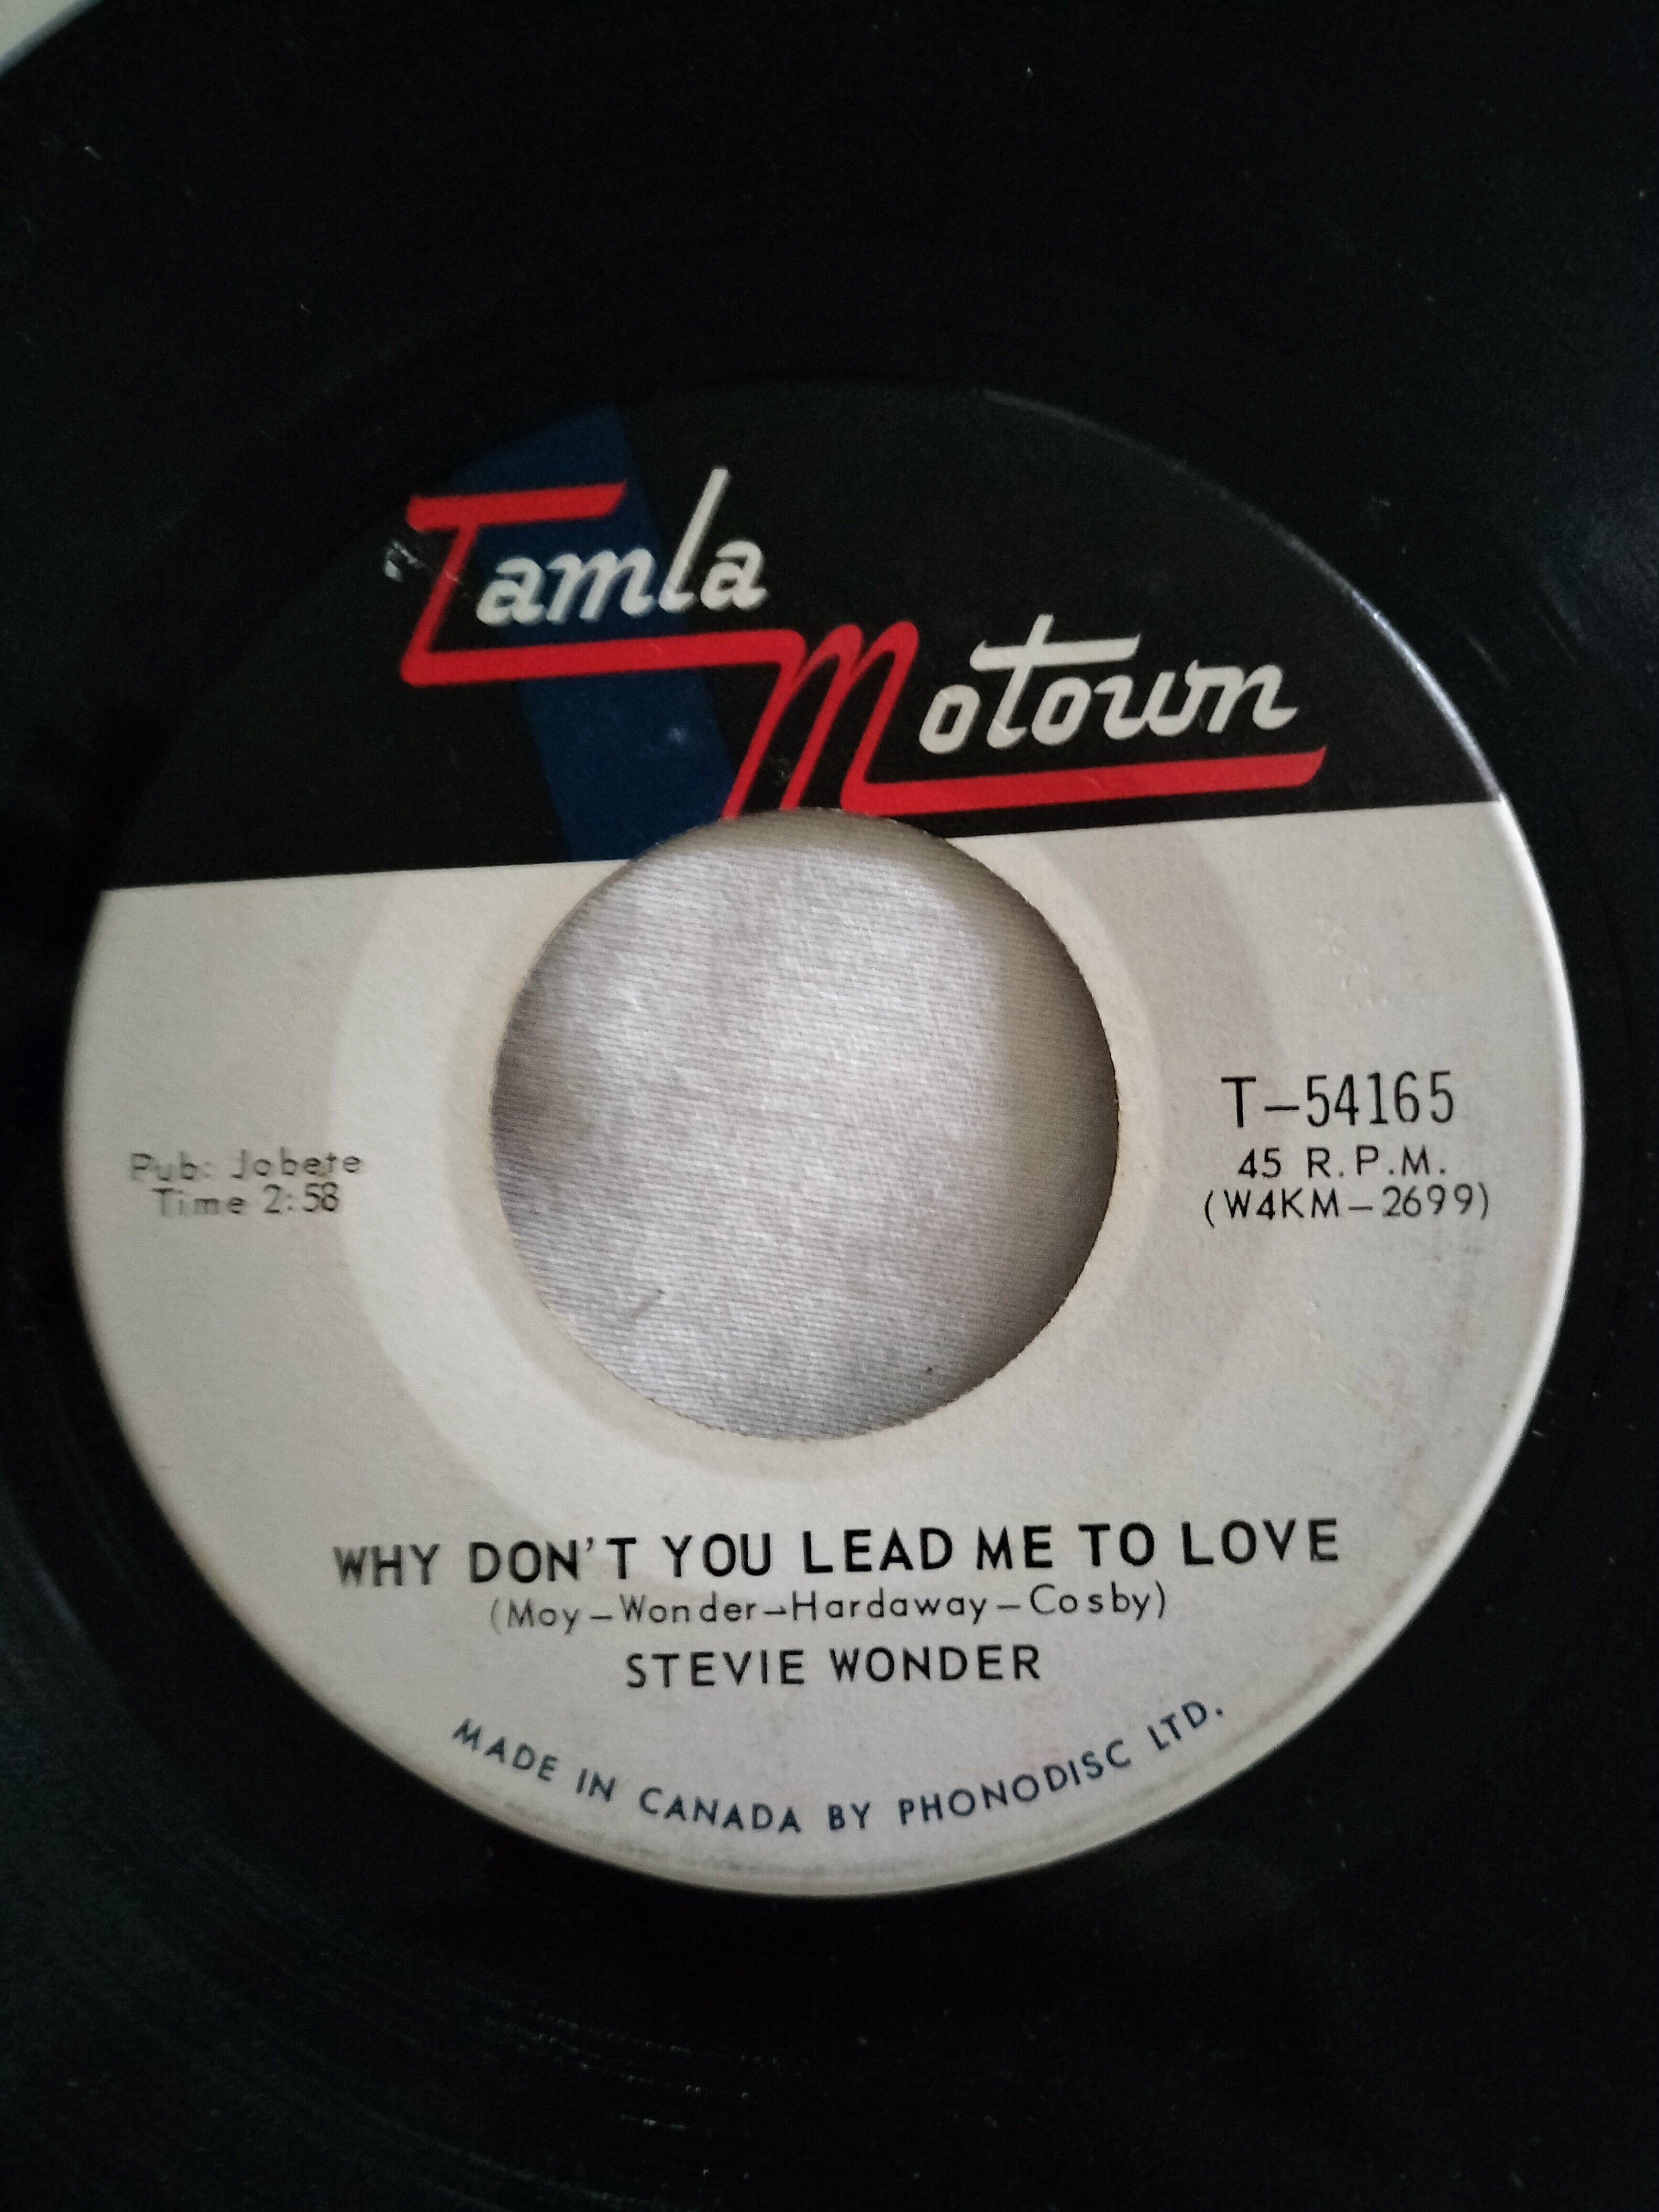 Tamla
Motown
T-54165
45 R.P.M.
(W4KM-2699)
Pub: Jobete
Time 2:58
WHY DON'T YOU LEAD ME TO LOVE
(Moy-Wonder-Hardaway-Cosby)
STEVIE WONDER
MADE IN CANADA BY PHONODISC LTD.